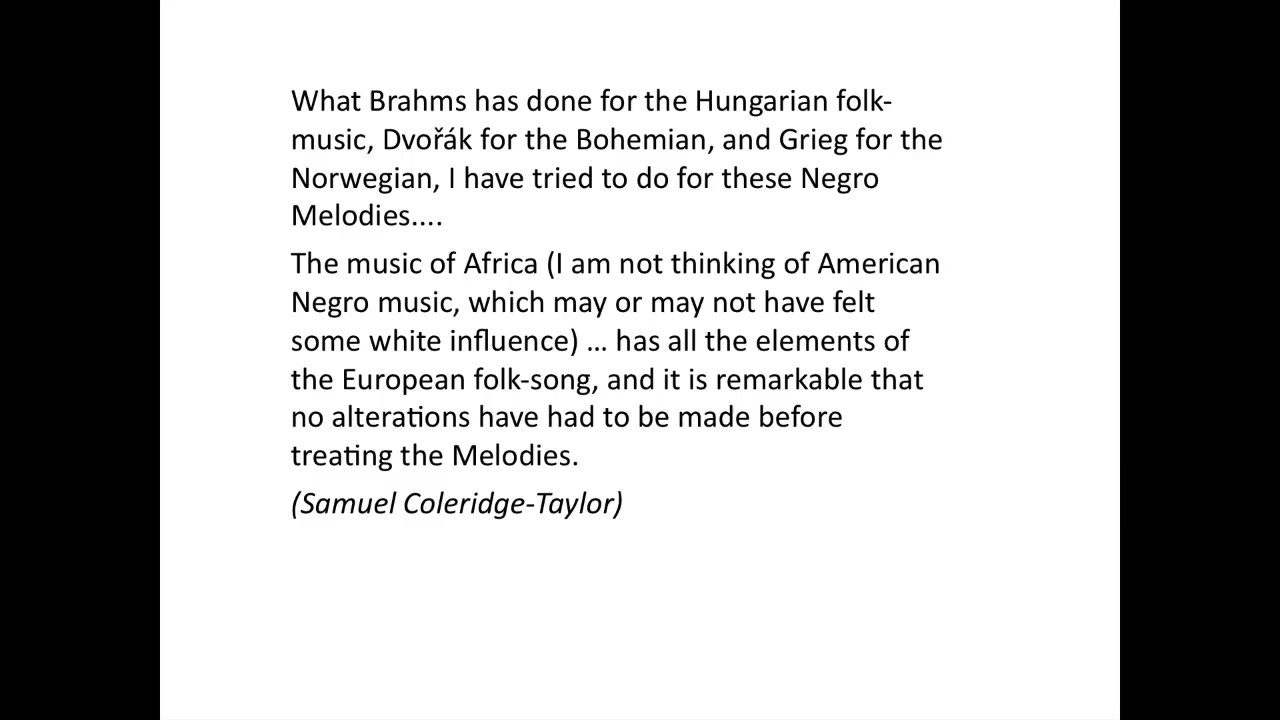 What Brahms has done for the Hungarian folk-
music, Dvořák for the Bohemian, and Grieg for the
Norwegian, I have tried to do for these Negro
Melodies....
The music of Africa (I am not thinking of American
Negro music, which may or may not have felt
some white influence) … has all the elements of
the European folk-song, and it is remarkable that
no alterations have had to be made before
treating the Melodies.
(Samuel Coleridge-Taylor)